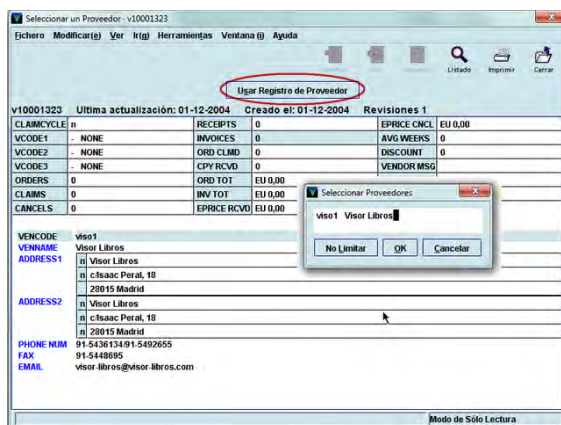 Seleccionar un Proveedor - v10001323
Fichero Modificar(e) Ver Ir(g) Herramientas Ventana (i) Ayuda
Listado Imprimir Cerrar
Usar Registro de Proveedor
v10001323 Ultima actualización: 01-12-2004 Creado el: 01-12-2004 Revisiones 1
CLAIMCYCLE n RECEIPTS 0 EPRICE CNCL EU 0,00
VCODE1 - NONE INVOICES 0 AVG WEEKS 0
VCODE2 - NONE ORD CLMD 0 DISCOUNT 0
VCODE3 - NONE CPY RCVD 0 VENDOR MSG
ORDERS 0 ORD TOT EU 0,00
CLAIMS 0 INV TOT EU 0,00
CANCELS 0 EPRICE RCVD EU 0,00
Seleccionar Proveedores
viso1 Visor Libros
No Limitar OK Cancelar
VENCODE viso1
VENNAME Visor Libros
ADDRESS1 n Visor Libros
n c/Isaac Peral, 18
28015 Madrid
ADDRESS2 n Visor Libros
n c/Isaac Peral, 18
n 28015 Madrid
PHONE NUM 91-5436134/91-5492655
FAX 91-5448695
EMAIL visor-libros@visor-libros.com
Modo de Sólo Lectura